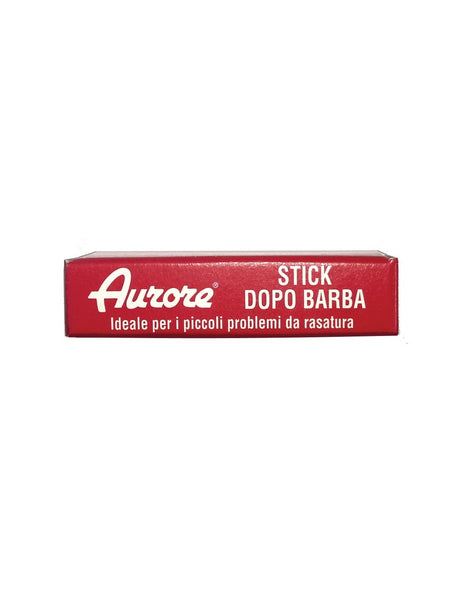 Aurore®
STICK
DOPO BARBA
Ideale per i piccoli problemi da rasatura